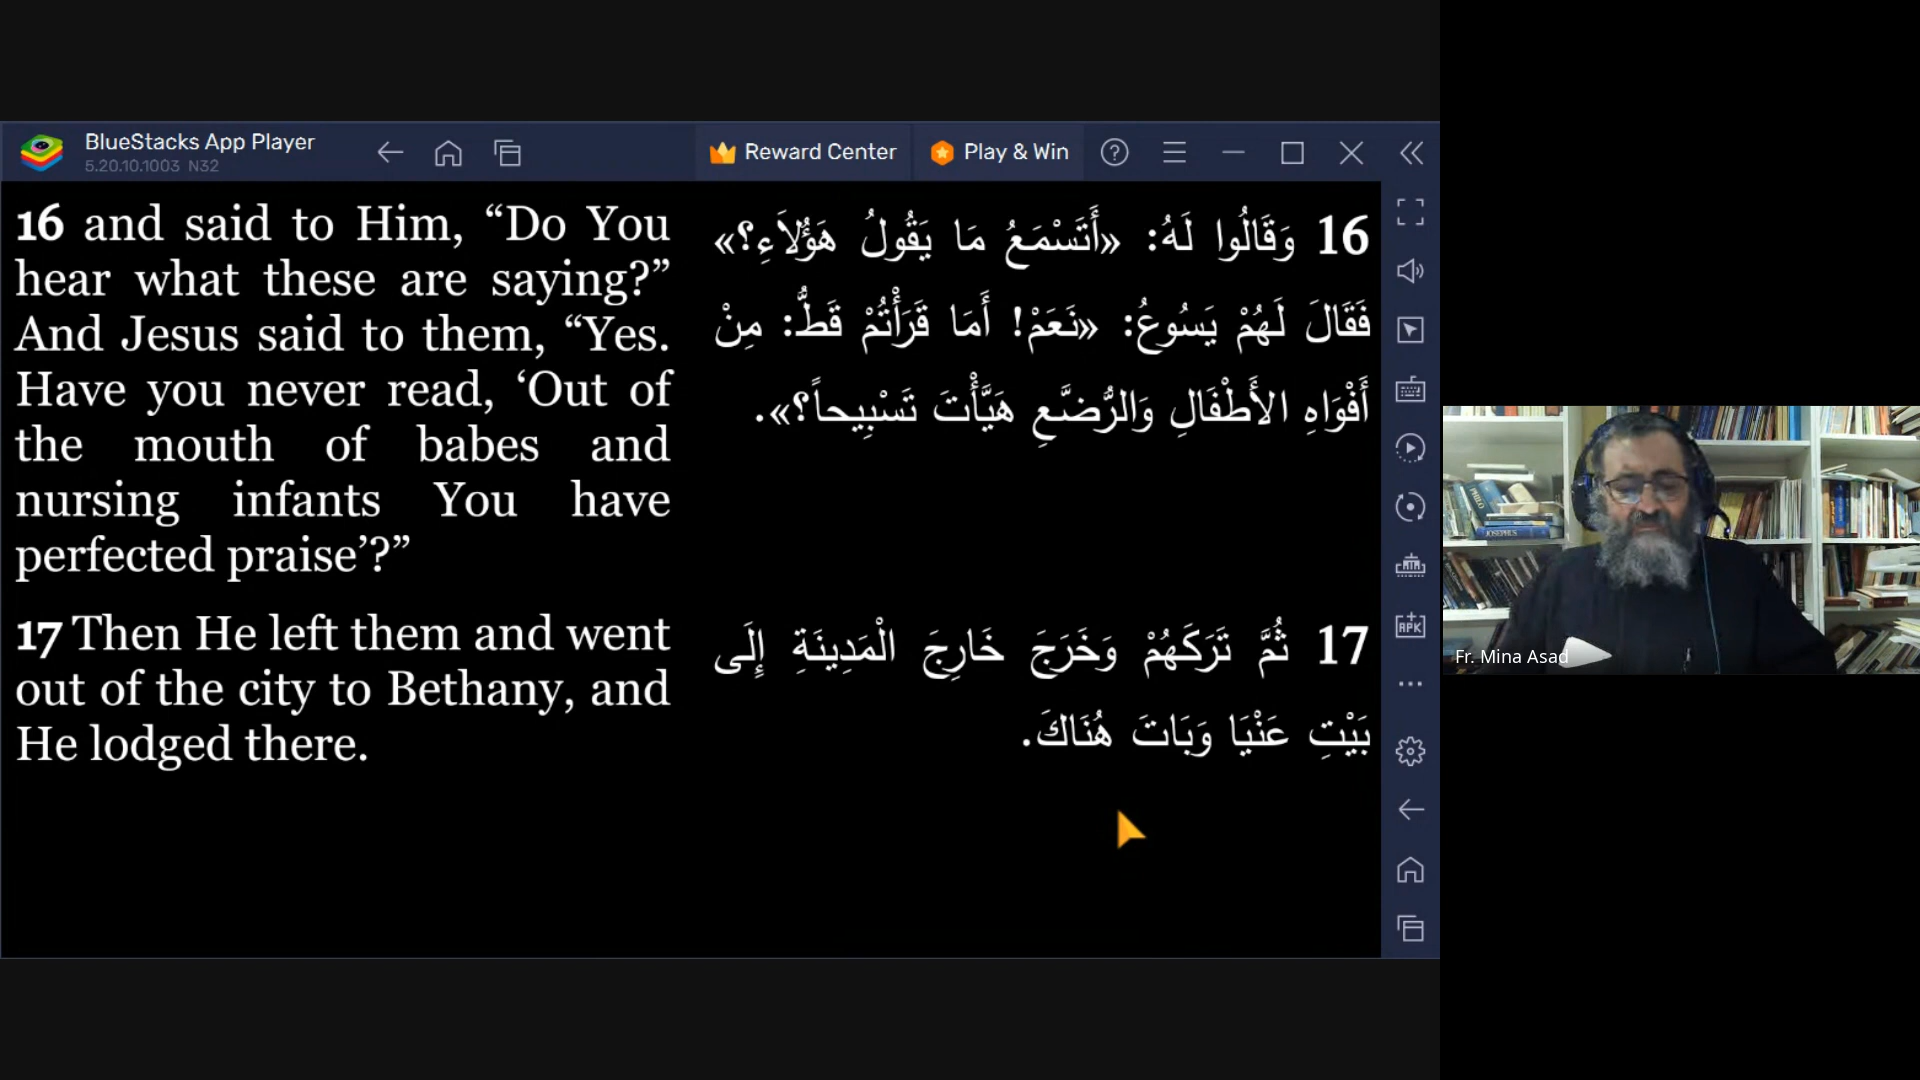 BlueStacks App Player
5.20.10.1003 N32
Reward Center
Play & Win
16 and said to Him, “Do You
hear what these are saying?”
And Jesus said to them, “Yes.
Have you never read, ‘Out of
the mouth of babes and
nursing infants You have
perfected praise’?”
17 Then He left them and went
out of the city to Bethany, and
He lodged there.
16 وَقَالُوا لَهُ: «أَتَسْمَعُ مَا يَقُولُ هَؤُلاَءِ؟»
فَقَالَ لَهُمْ يَسُوعُ: «نَعَمْ! أَمَا قَرَأْتُمْ قَطُّ: مِنْ
أَفْوَاهِ الأَطْفَالِ وَالرُّضَّعِ هَيَّأْتَ تَسْبِيحاً؟».
17 ثُمَّ تَرَكَهُمْ وَخَرَجَ خَارِجَ الْمَدِينَةِ إِلَى
بَيْتِ عَنْيَا وَبَاتَ هُنَاكَ.
APK
PHILO
JOSEPHUS
Fr. Mina Asad